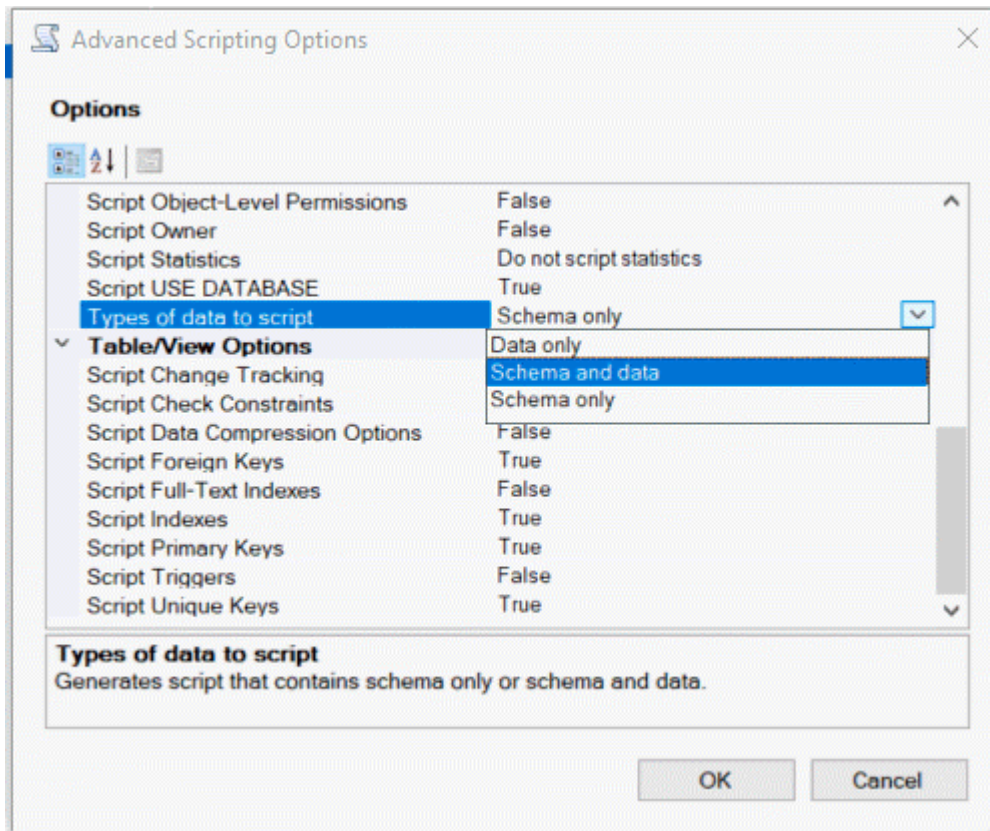 Advanced Scripting Options
Options
Script Object-Level Permissions False
Script Owner False
Script Statistics Do not script statistics
Script USE DATABASE True
Types of data to script Schema only
Table/View Options Data only
Script Change Tracking Schema and data
Script Check Constraints Schema only
Script Data Compression Options False
Script Foreign Keys True
Script Full-Text Indexes False
Script Indexes True
Script Primary Keys True
Script Triggers False
Script Unique Keys True
Types of data to script
Generates script that contains schema only or schema and data.
OK Cancel